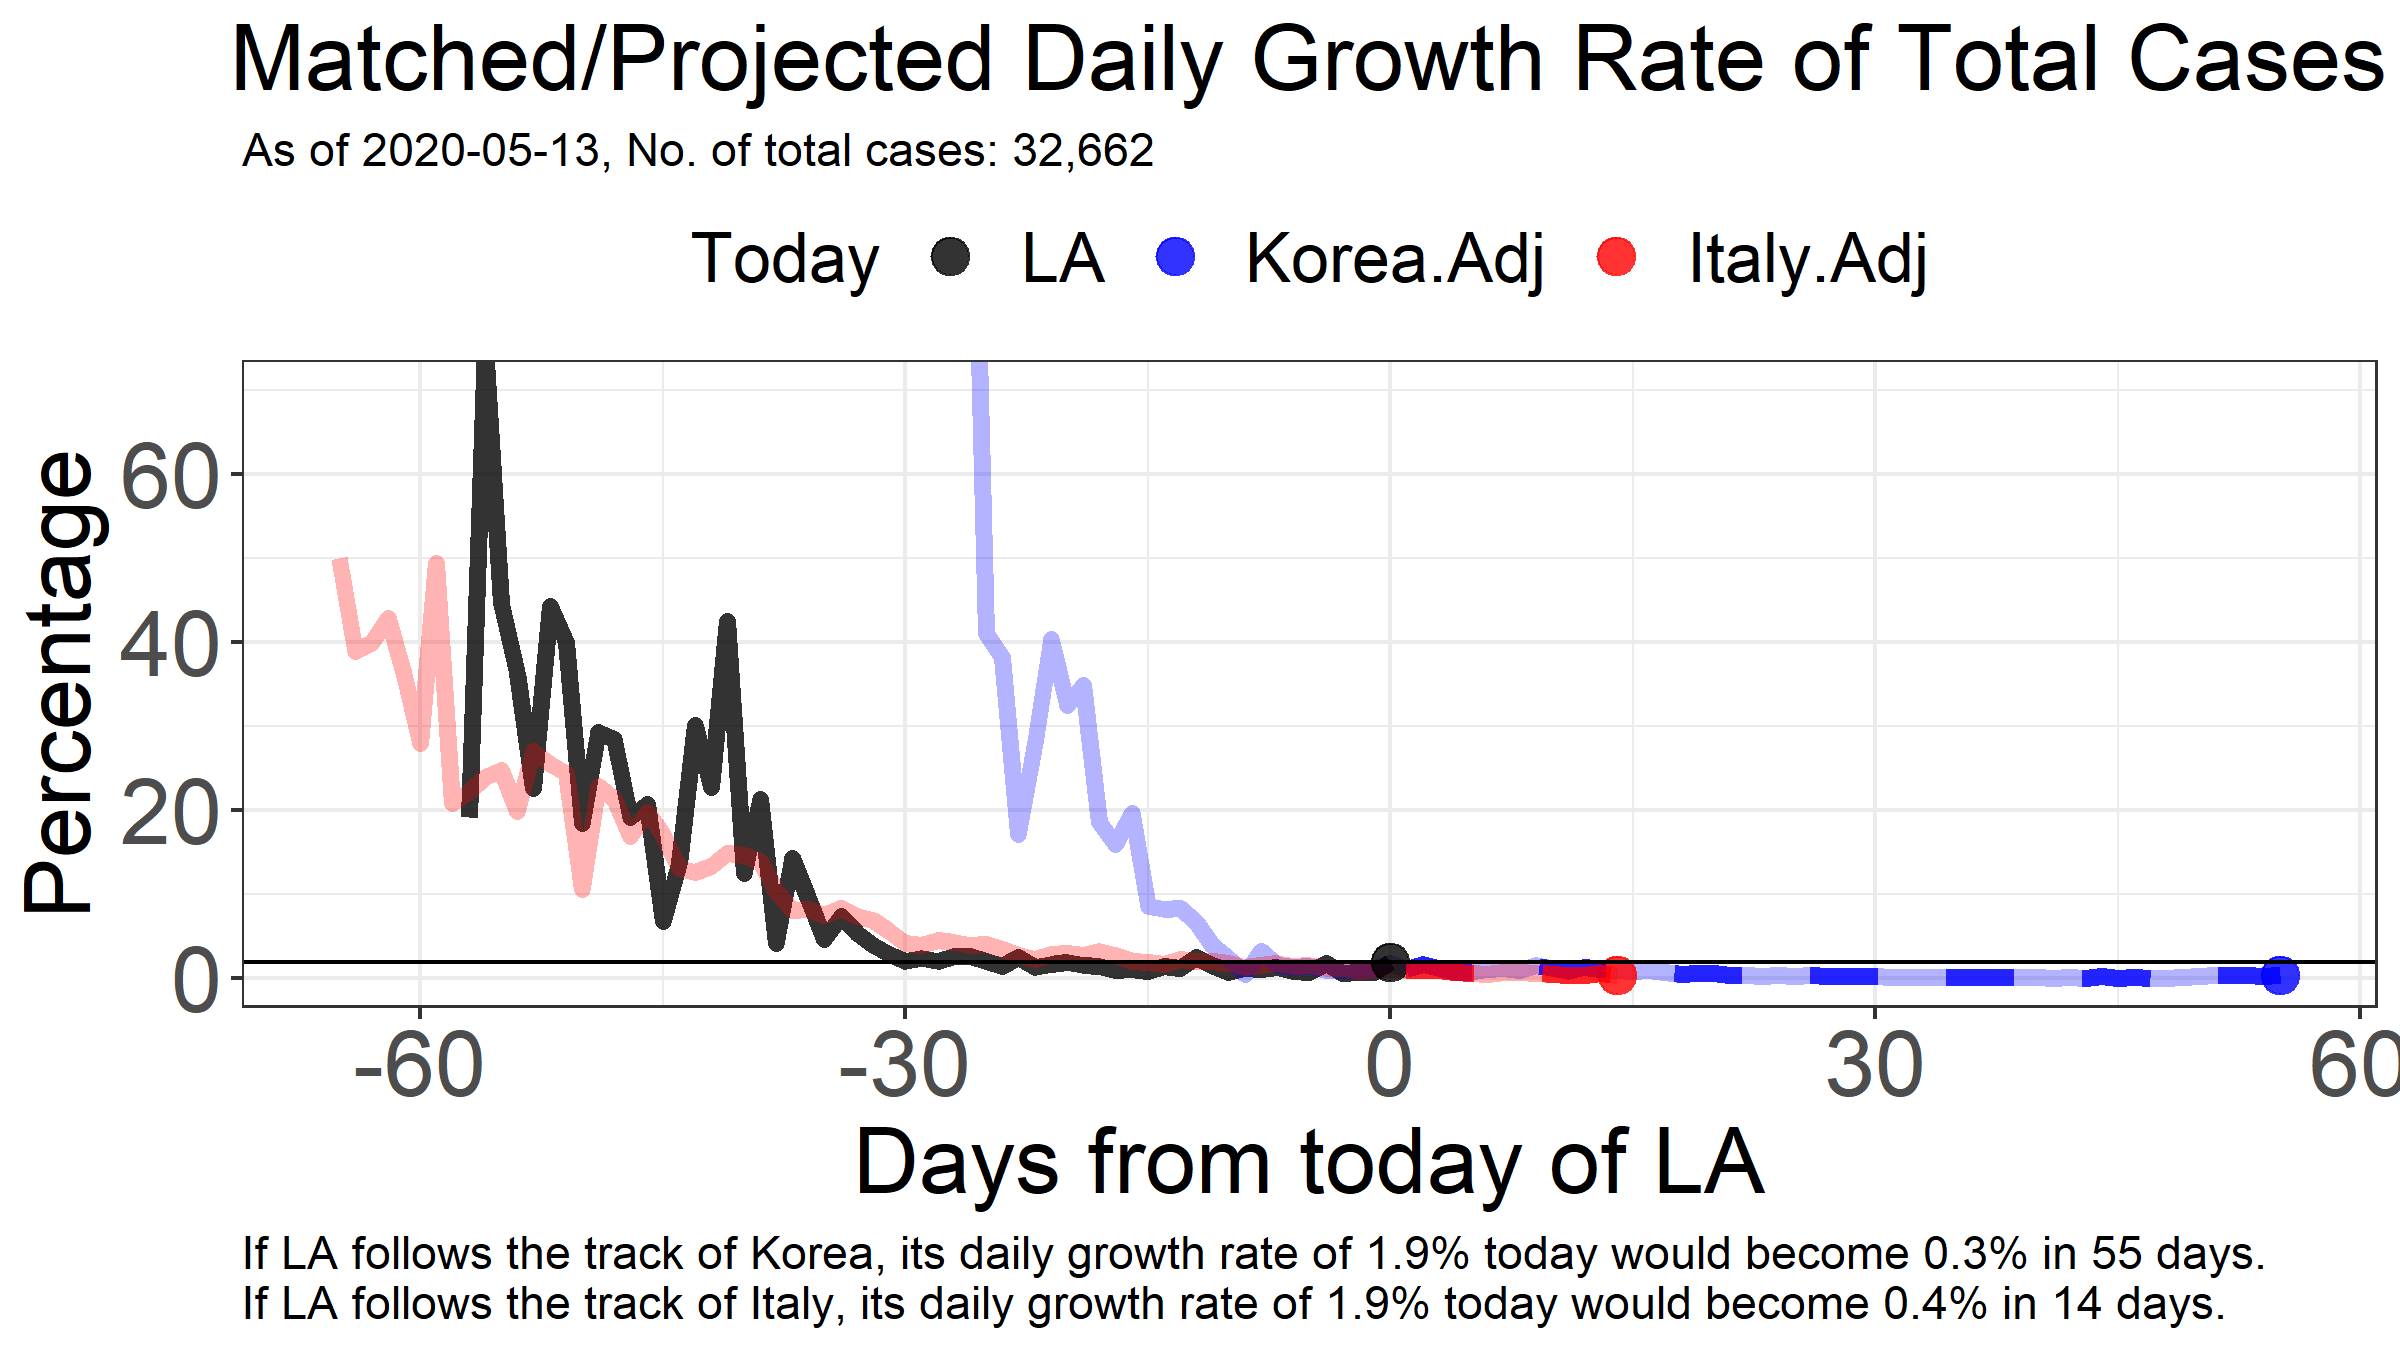 Matched/Projected Daily Growth Rate of Total Cases
As of 2020-05-13, No. of total cases: 32,662
Today LA Korea.Adj Italy.Adj
Percentage
60
40
20
0
-60 -30 0 30 60
Days from today of LA
If LA follows the track of Korea, its daily growth rate of 1.9% today would become 0.3% in 55 days.
If LA follows the track of Italy, its daily growth rate of 1.9% today would become 0.4% in 14 days.